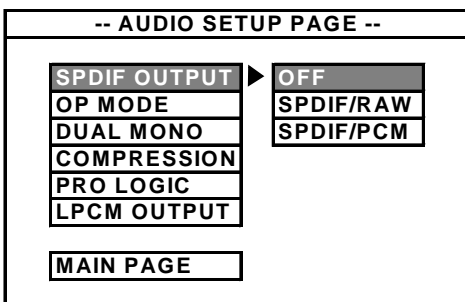 -- AUDIO SETUP PAGE --
SPDIF OUTPUT OFF
OP MODE SPDIF/RAW
DUAL MONO SPDIF/PCM
COMPRESSION
PRO LOGIC
LPCM OUTPUT
MAIN PAGE